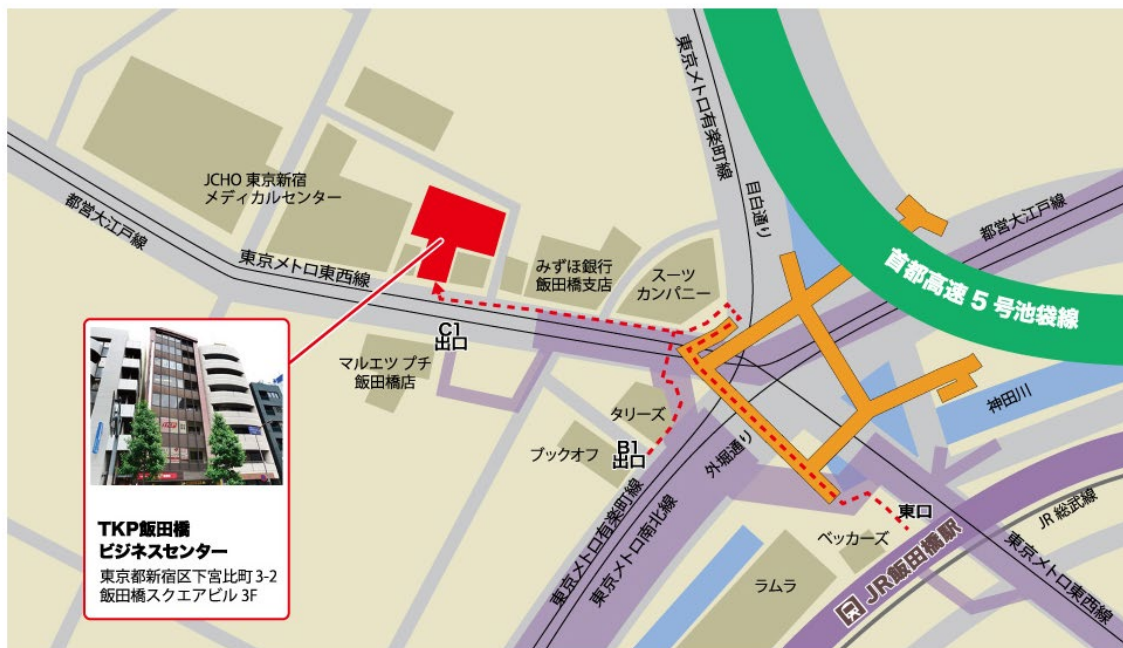 東京メトロ有楽町線
目白通り
首都高速5号池袋線
都営大江戸線
JCHO 東京新宿
メディカルセンター
都営大江戸線
東京メトロ東西線
みずほ銀行
飯田橋支店
スーツ
カンパニー
C1
出口
マルエツ プチ
飯田橋店
タリーズ
ブックオフ
B1
出口
外堀通り
神田川
東京メトロ有楽町線
東京メトロ南北線
東口
ベッカーズ
ラムラ
JR飯田橋駅
JR 総武線
東京メトロ東西線
TKP飯田橋
ビジネスセンター
東京都新宿区下宮比町3-2
飯田橋スクエアビル 3F